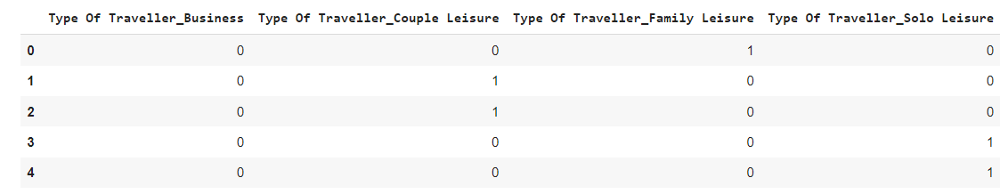 Type Of Traveller_Business Type Of Traveller_Couple Leisure Type Of Traveller_Family Leisure Type Of Traveller_Solo Leisure
0 0 0 1 0
1 0 1 0 0
2 0 1 0 0
3 0 0 0 1
4 0 0 0 1